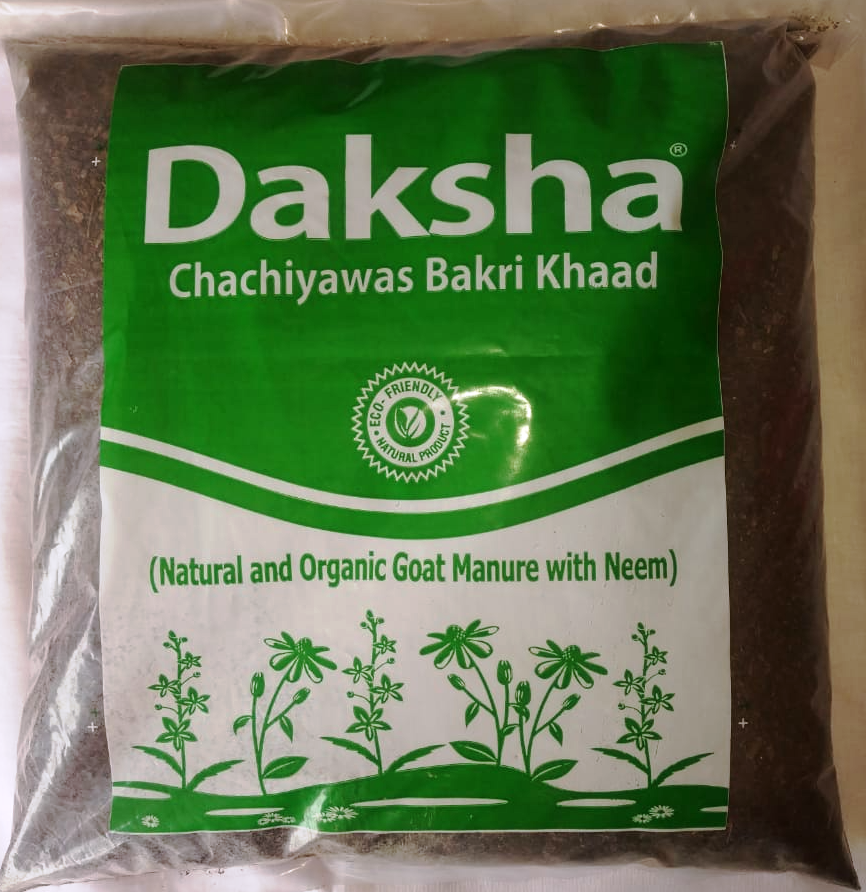 Daksha®
Chachiyawas Bakri Khaad
ECO-FRIENDLY
NATURAL PRODUCT
(Natural and Organic Goat Manure with Neem)